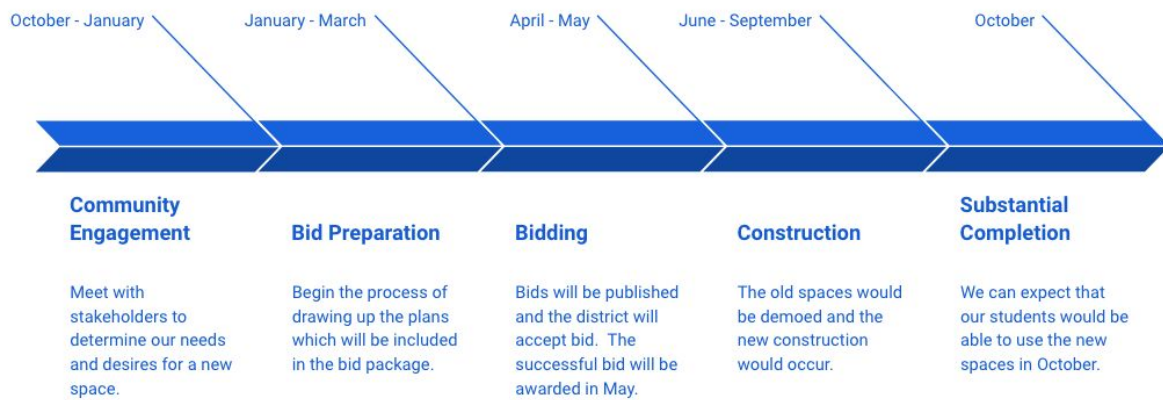 October - January
January - March
April - May
June - September
October
Community
Engagement
Meet with
stakeholders to
determine our needs
and desires for a new
space.
Bid Preparation
Begin the process of
drawing up the plans
which will be included
in the bid package.
Bidding
Bids will be published
and the district will
accept bid.  The
successful bid will be
awarded in May.
Construction
The old spaces would
be demoed and the
new construction
would occur.
Substantial
Completion
We can expect that
our students would be
able to use the new
spaces in October.